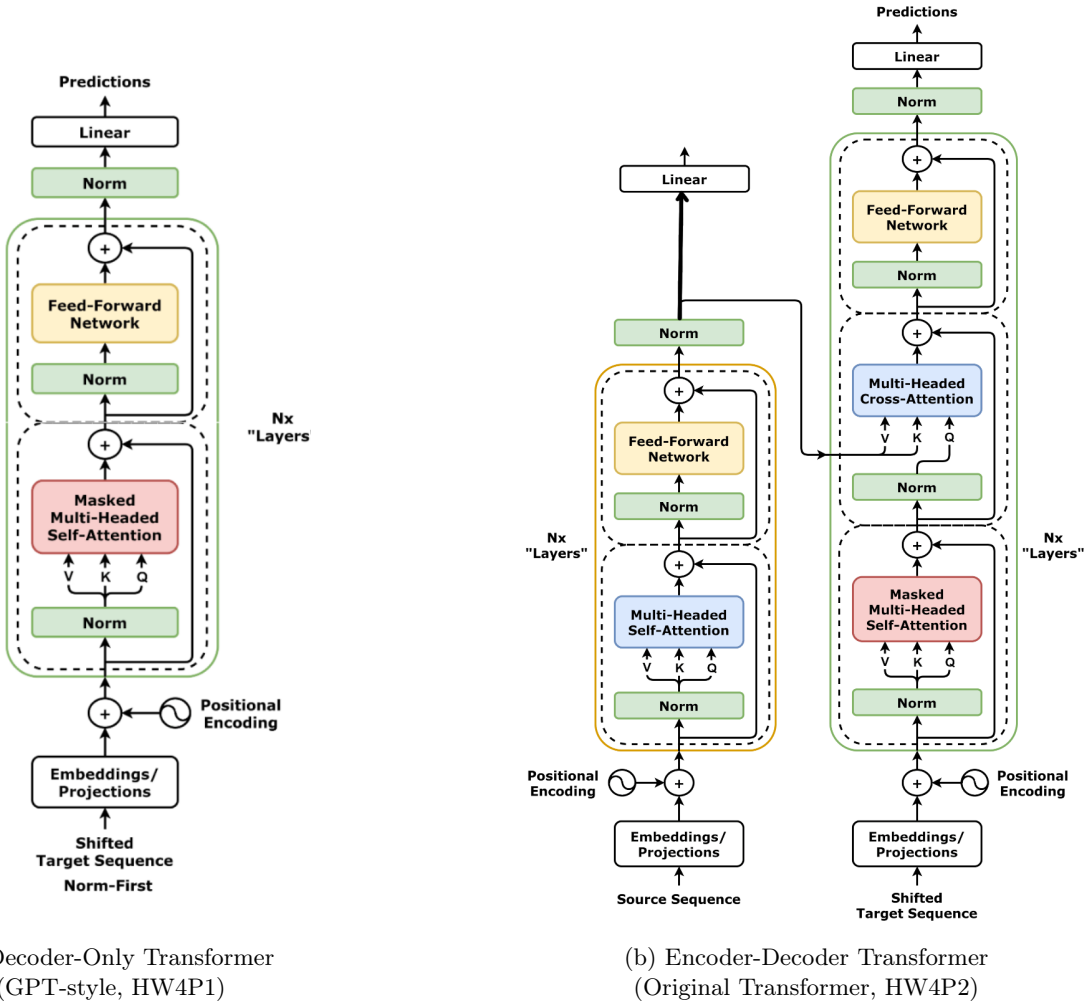 Predictions
Linear
Norm
+
Feed-Forward
Network
Norm
+
Masked
Multi-Headed
Self-Attention
V K Q
Norm
Nx
"Layers
+
Positional
Encoding
Embeddings/
Projections
Shifted
Target Sequence
Norm-First
Decoder-Only Transformer
(GPT-style, HW4P1)
Linear
Norm
+
Feed-Forward
Network
Norm
+
Multi-Headed
Self-Attention
V K Q
Norm
Nx
"Layers"
Positional
Encoding
+
Embeddings/
Projections
Source Sequence
Predictions
Linear
Norm
+
Feed-Forward
Network
Norm
+
Multi-Headed
Cross-Attention
V K Q
Norm
+
Masked
Multi-Headed
Self-Attention
V K Q
Norm
Nx
"Layers"
+
Positional
Encoding
Embeddings/
Projections
Shifted
Target Sequence
(b) Encoder-Decoder Transformer
(Original Transformer, HW4P2)